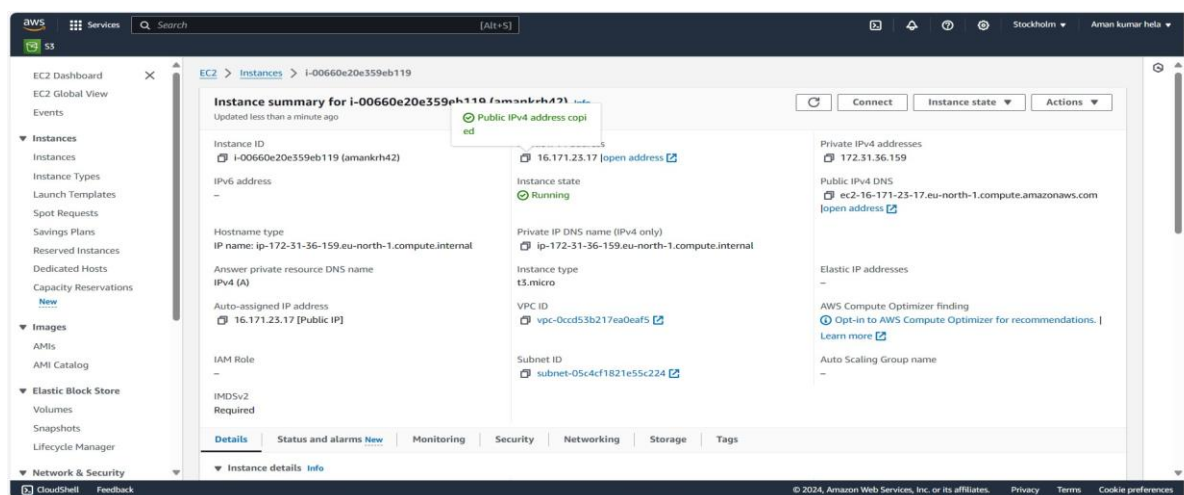 aws Services Search [Alt+S] Stockholm ▼ Aman kumar hela ▼
S3
EC2 Dashboard
EC2 Global View
Events
▼ Instances
Instances
Instance Types
Launch Templates
Spot Requests
Savings Plans
Reserved Instances
Dedicated Hosts
Capacity Reservations
New
▼ Images
AMIs
AMI Catalog
▼ Elastic Block Store
Volumes
Snapshots
Lifecycle Manager
▼ Network & Security
EC2 > Instances > i-00660e20e359eb119
Instance summary for i-00660e20e359eb119 (amankrh42) Info
Updated less than a minute ago
Connect Instance state ▼ Actions ▼
Public IPv4 address copi
ed
Instance ID
i-00660e20e359eb119 (amankrh42)
16.171.23.17 |open address
Private IPv4 addresses
172.31.36.159
IPv6 address
–
Instance state
Running
Public IPv4 DNS
ec2-16-171-23-17.eu-north-1.compute.amazonaws.com
|open address
Hostname type
IP name: ip-172-31-36-159.eu-north-1.compute.internal
Private IP DNS name (IPv4 only)
ip-172-31-36-159.eu-north-1.compute.internal
Answer private resource DNS name
IPv4 (A)
Instance type
t3.micro
Elastic IP addresses
–
Auto-assigned IP address
16.171.23.17 [Public IP]
VPC ID
vpc-0ccd53b217ea0eaf5
AWS Compute Optimizer finding
Opt-in to AWS Compute Optimizer for recommendations. |
Learn more
IAM Role
–
Subnet ID
subnet-05c4cf1821e55c224
Auto Scaling Group name
–
IMDSv2
Required
Details Status and alarms New Monitoring Security Networking Storage Tags
▼ Instance details Info
CloudShell Feedback © 2024, Amazon Web Services, Inc. or its affiliates. Privacy Terms Cookie preferences